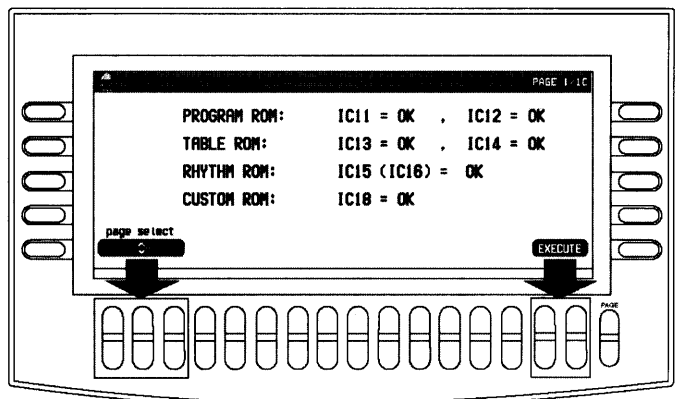 PAGE 1/1C
PROGRAM ROM: IC11 = OK , IC12 = OK
TABLE ROM: IC13 = OK , IC14 = OK
RHYTHM ROM: IC15 (IC16) = OK
CUSTOM ROM: IC18 = OK
page select
EXECUTE
PAGE